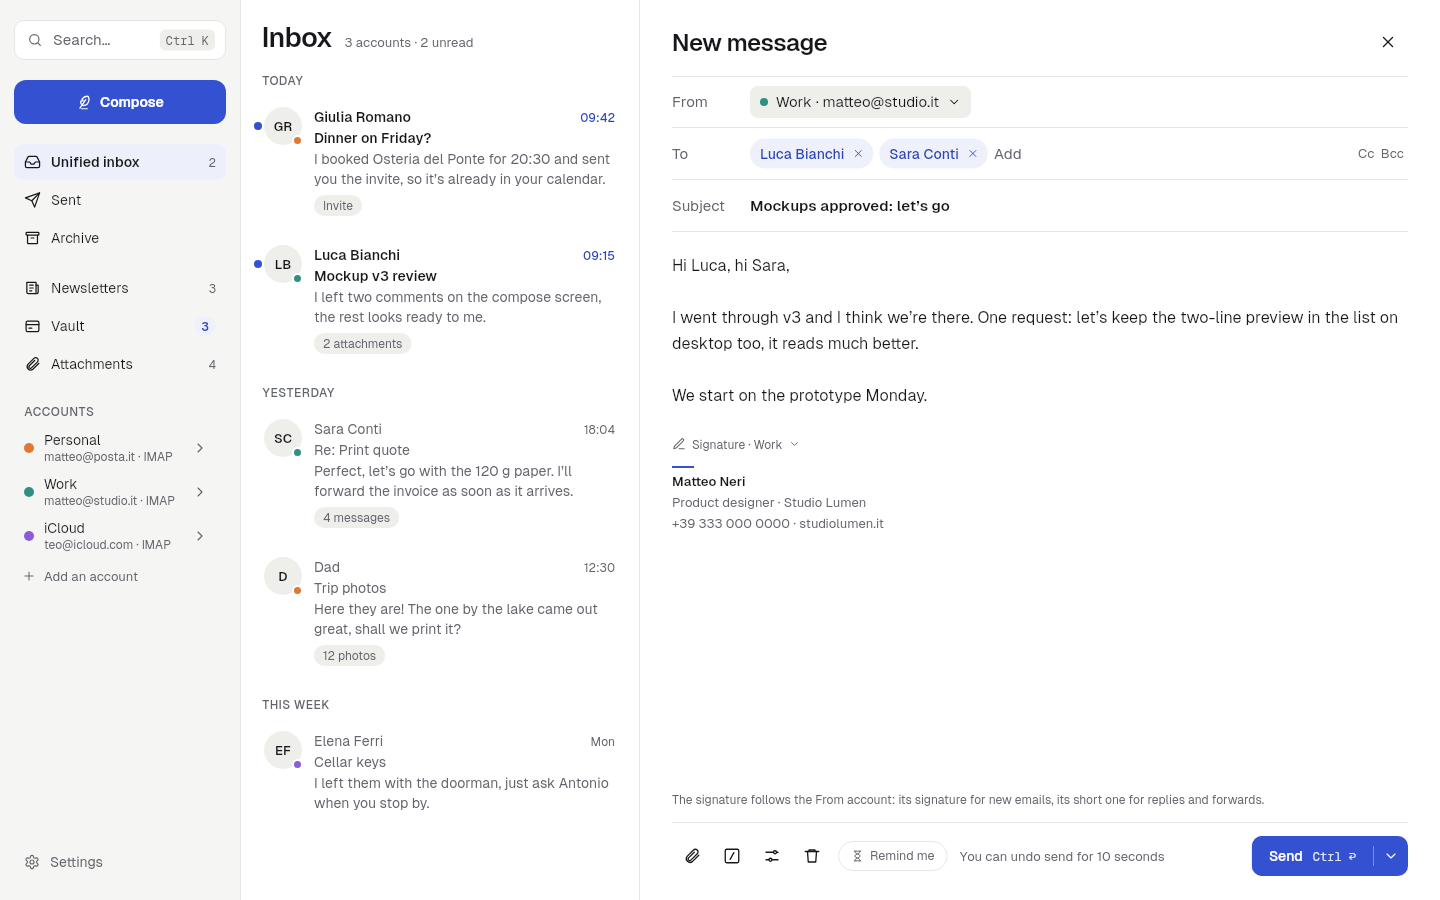 Search...
Ctrl K
Compose
Unified inbox 2
Sent
Archive
Newsletters 3
Vault 3
Attachments 4
ACCOUNTS
Personal
matteo@posta.it · IMAP
Work
matteo@studio.it · IMAP
iCloud
teo@icloud.com · IMAP
Add an account
Settings
Inbox 3 accounts · 2 unread
TODAY
GR
Giulia Romano 09:42
Dinner on Friday?
I booked Osteria del Ponte for 20:30 and sent
you the invite, so it’s already in your calendar.
Invite
LB
Luca Bianchi 09:15
Mockup v3 review
I left two comments on the compose screen,
the rest looks ready to me.
2 attachments
YESTERDAY
SC
Sara Conti 18:04
Re: Print quote
Perfect, let’s go with the 120 g paper. I’ll
forward the invoice as soon as it arrives.
4 messages
D
Dad 12:30
Trip photos
Here they are! The one by the lake came out
great, shall we print it?
12 photos
THIS WEEK
EF
Elena Ferri Mon
Cellar keys
I left them with the doorman, just ask Antonio
when you stop by.
New message
From Work · matteo@studio.it
To Luca Bianchi Sara Conti Add Cc Bcc
Subject Mockups approved: let’s go
Hi Luca, hi Sara,
I went through v3 and I think we’re there. One request: let’s keep the two-line preview in the list on
desktop too, it reads much better.
We start on the prototype Monday.
Signature · Work
Matteo Neri
Product designer · Studio Lumen
+39 333 000 0000 · studiolumen.it
The signature follows the From account: its signature for new emails, its short one for replies and forwards.
Remind me You can undo send for 10 seconds Send Ctrl